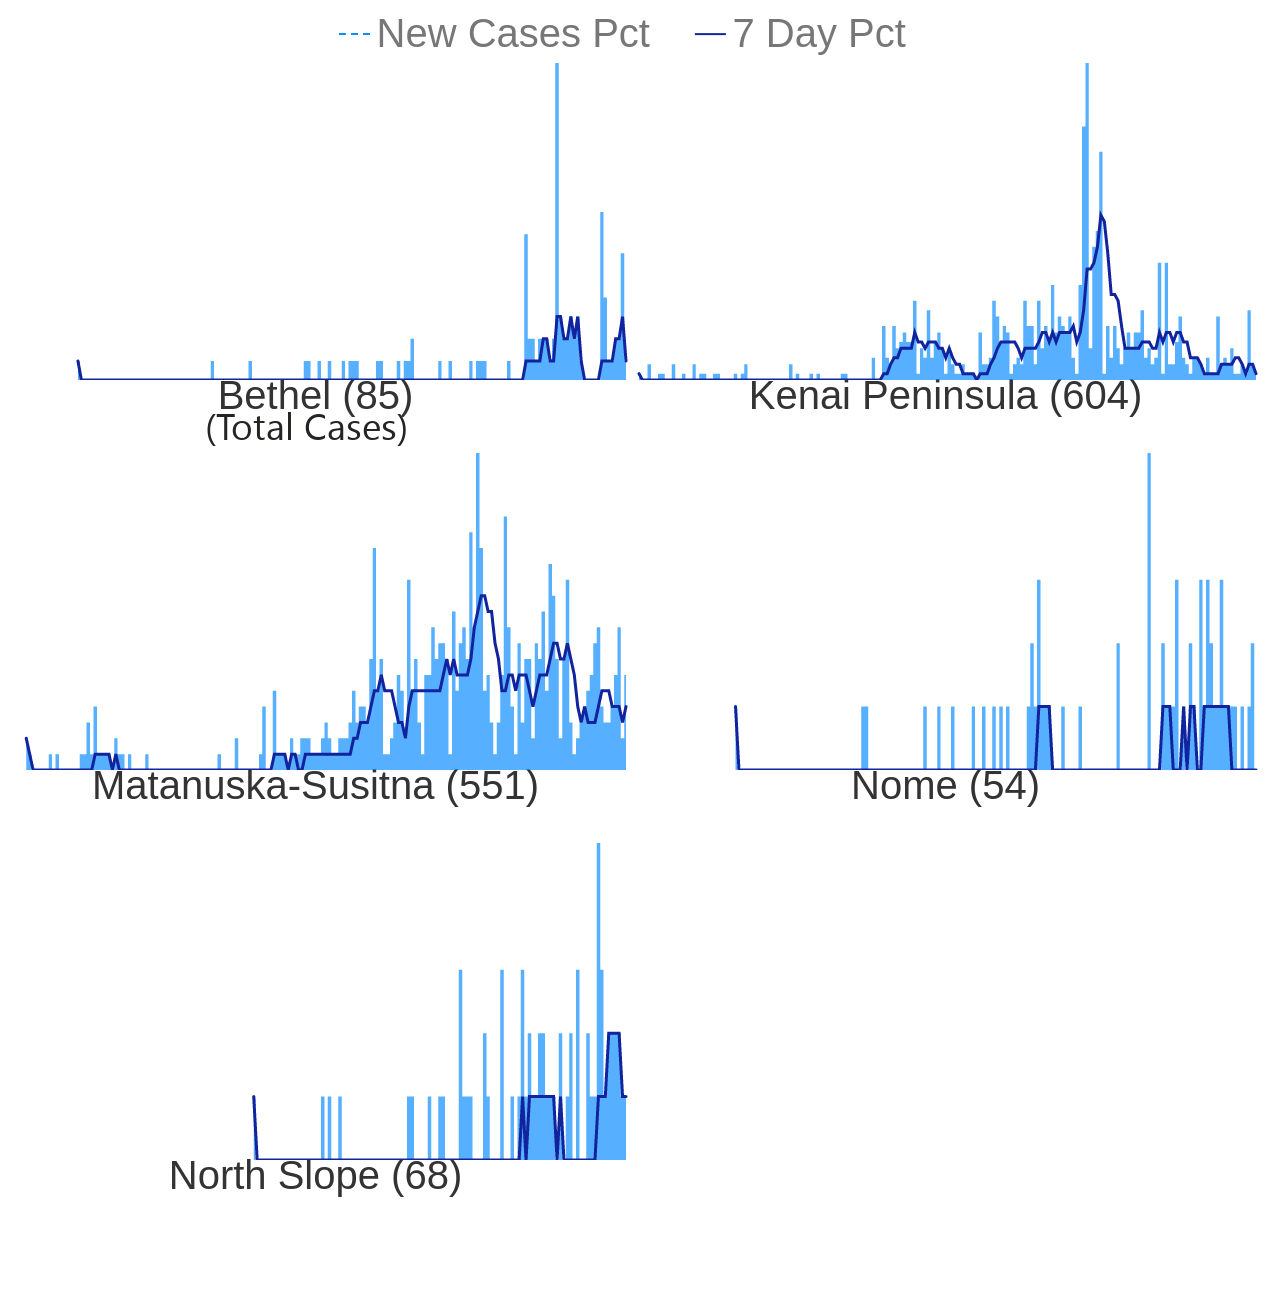 New Cases Pct 7 Day Pct
Bethel (85) Kenai Peninsula (604)
(Total Cases)
Matanuska-Susitna (551) Nome (54)
North Slope (68)